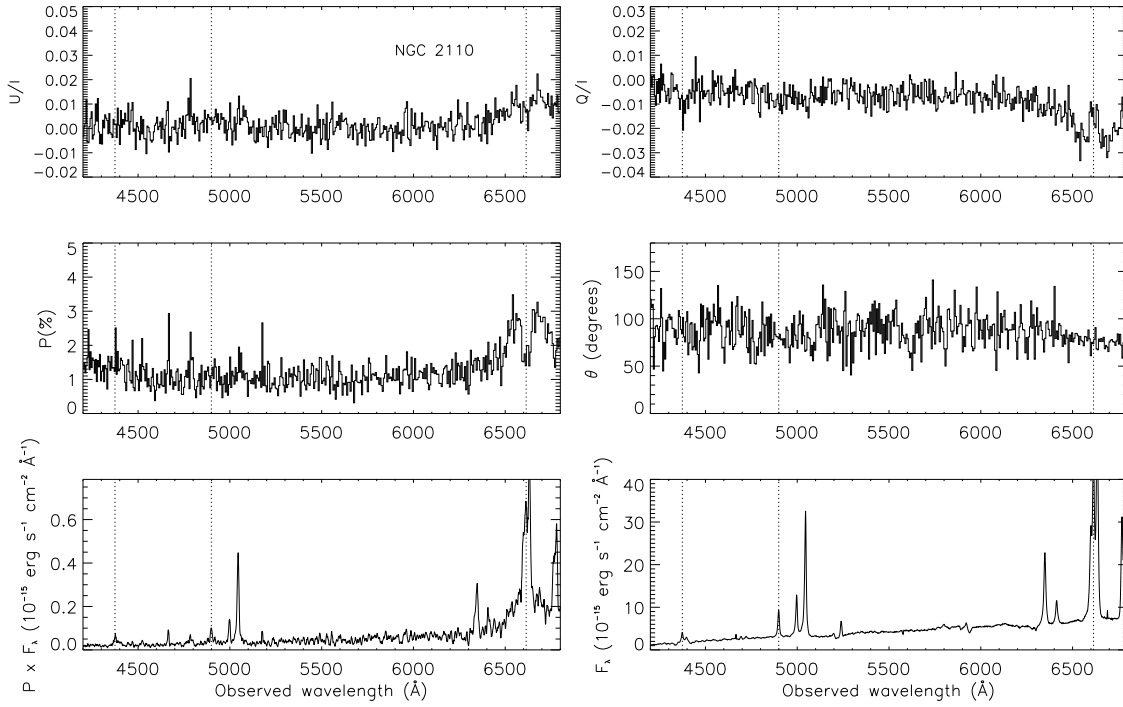 0.05
0.04
0.03
0.02
0.01
0.00
−0.01
−0.02
U/I
NGC 2110
4500 5000 5500 6000 6500
0.03
0.02
0.01
0.00
−0.01
−0.02
−0.03
−0.04
Q/I
4500 5000 5500 6000 6500
5
4
3
2
1
0
P(%)
4500 5000 5500 6000 6500
150
100
50
0
θ (degrees)
4500 5000 5500 6000 6500
0.6
0.4
0.2
0.0
P x Fλ (10⁻¹⁵ erg s⁻¹ cm⁻² Å⁻¹)
4500 5000 5500 6000 6500
Observed wavelength (Å)
40
30
20
10
0
Fλ (10⁻¹⁵ erg s⁻¹ cm⁻² Å⁻¹)
4500 5000 5500 6000 6500
Observed wavelength (Å)